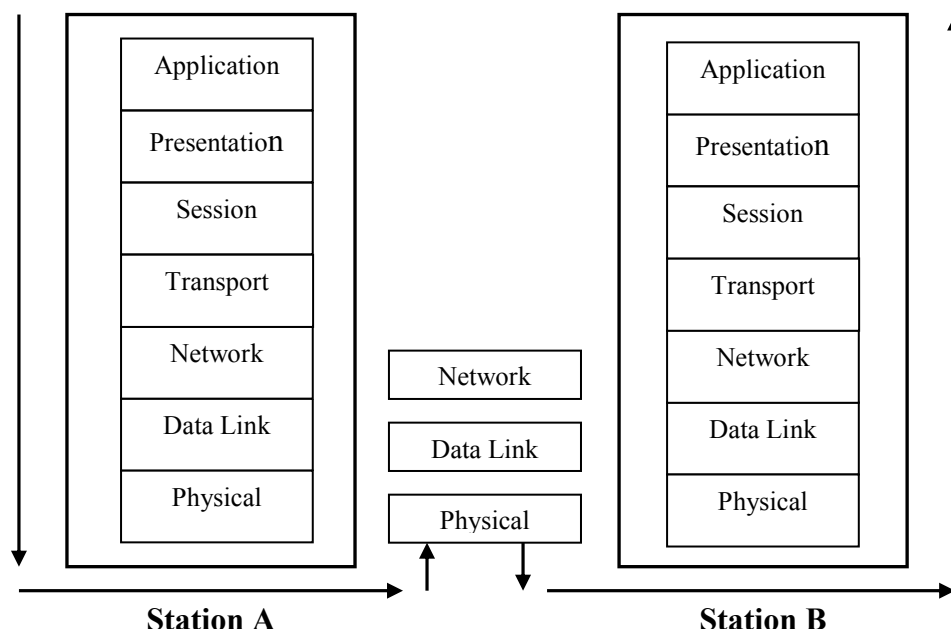 Application
Presentation
Session
Transport
Network
Data Link
Physical
Network
Data Link
Physical
Application
Presentation
Session
Transport
Network
Data Link
Physical
Station A
Station B